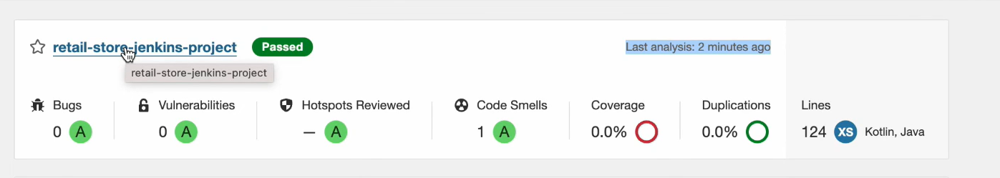 retail-store-jenkins-project Passed Last analysis: 2 minutes ago
retail-store-jenkins-project
Bugs Vulnerabilities Hotspots Reviewed Code Smells Coverage Duplications Lines
0 A 0 A — A 1 A 0.0% 0.0% 124 XS Kotlin, Java